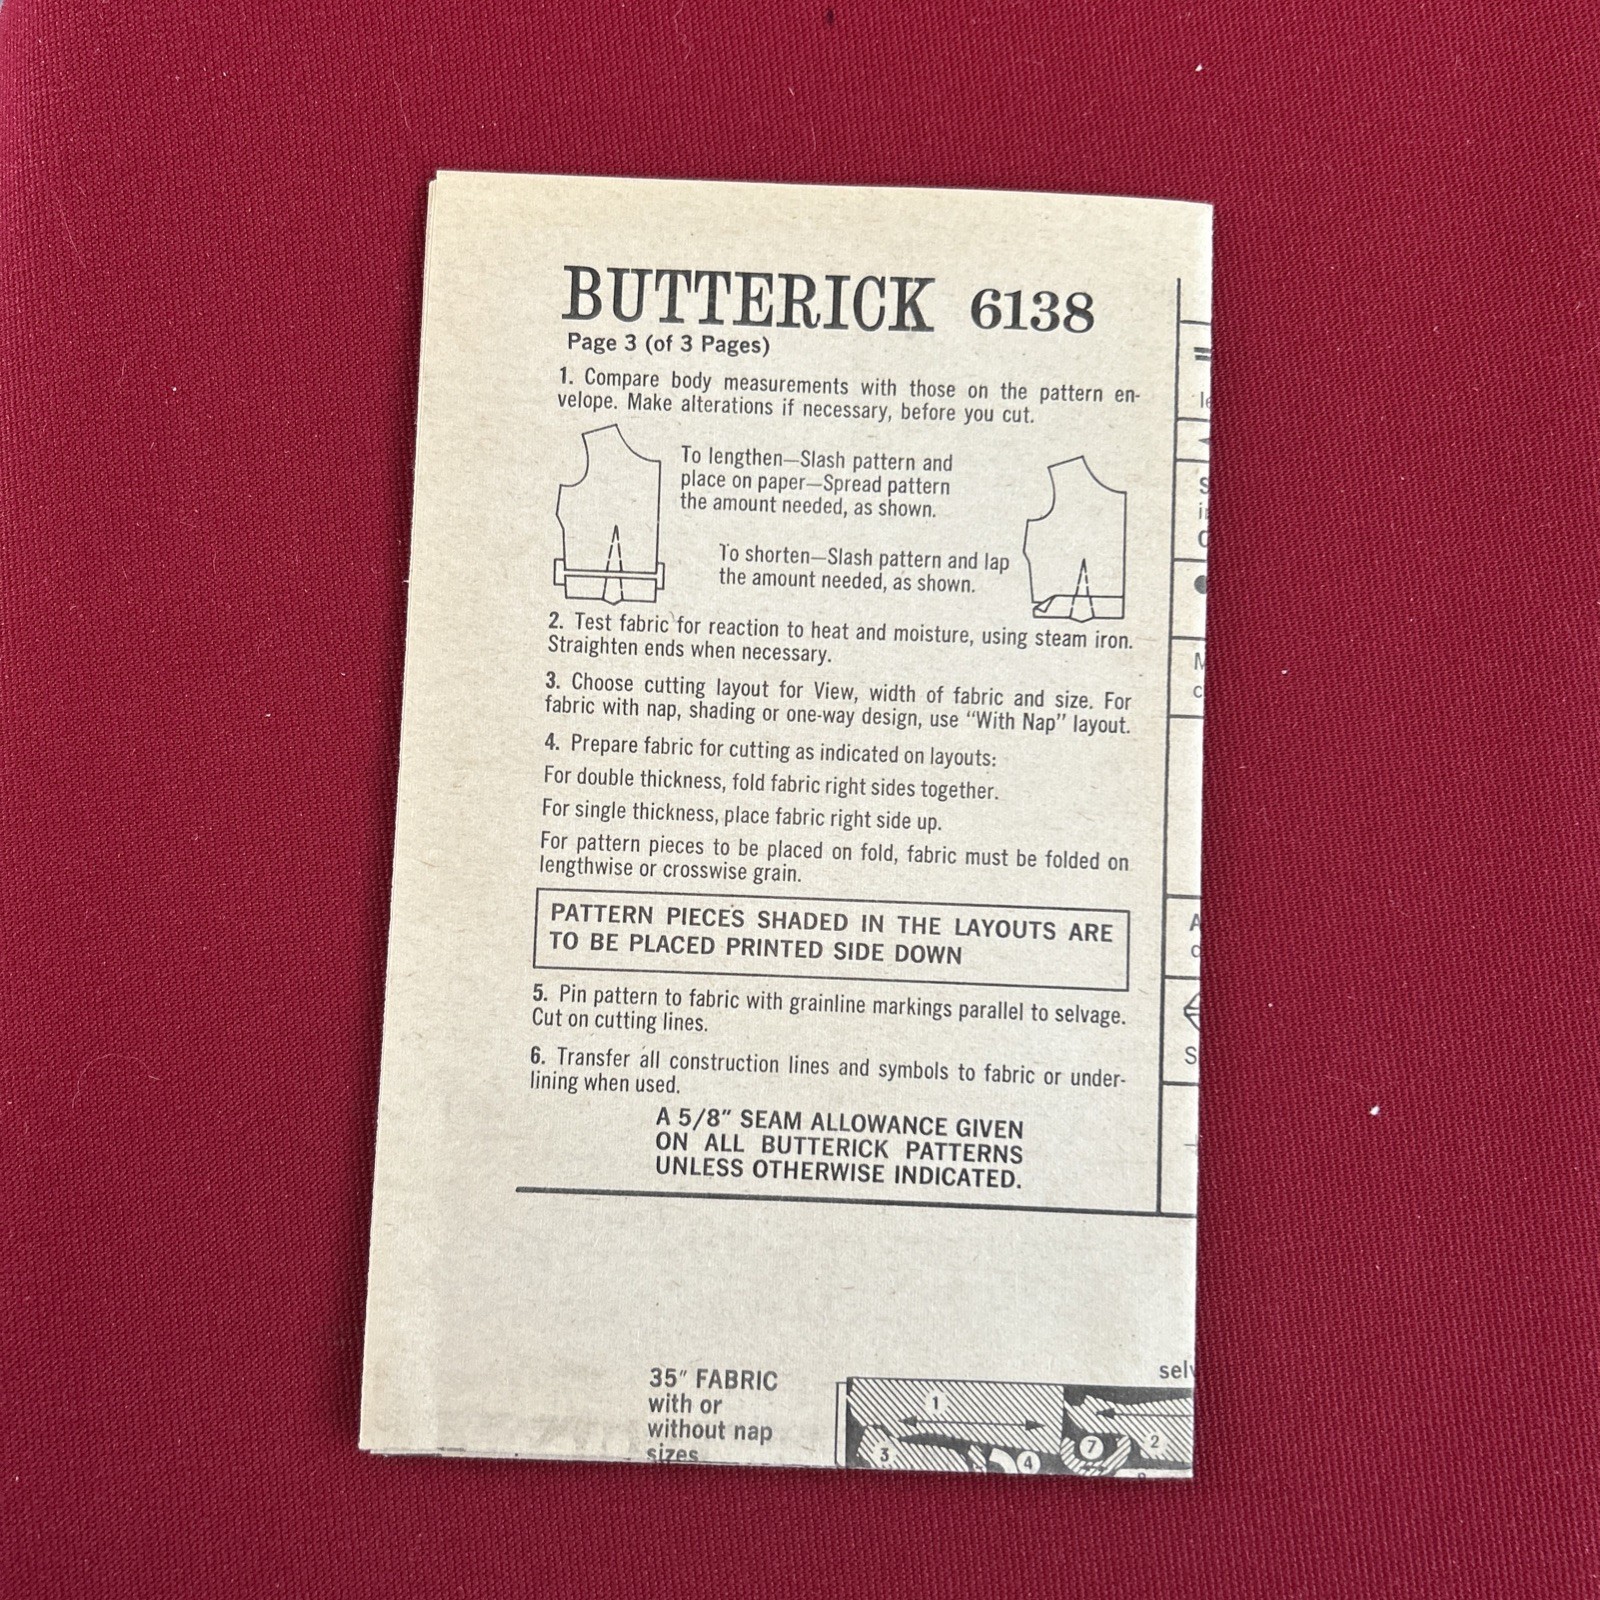 BUTTERICK 6138
Page 3 (of 3 Pages)
1. Compare body measurements with those on the pattern en-
velope. Make alterations if necessary, before you cut.
To lengthen—Slash pattern and
place on paper—Spread pattern
the amount needed, as shown.
To shorten—Slash pattern and lap
the amount needed, as shown.
2. Test fabric for reaction to heat and moisture, using steam iron.
Straighten ends when necessary.
3. Choose cutting layout for View, width of fabric and size. For
fabric with nap, shading or one-way design, use “With Nap” layout.
4. Prepare fabric for cutting as indicated on layouts:
For double thickness, fold fabric right sides together.
For single thickness, place fabric right side up.
For pattern pieces to be placed on fold, fabric must be folded on
lengthwise or crosswise grain.
PATTERN PIECES SHADED IN THE LAYOUTS ARE
TO BE PLACED PRINTED SIDE DOWN
5. Pin pattern to fabric with grainline markings parallel to selvage.
Cut on cutting lines.
6. Transfer all construction lines and symbols to fabric or under-
lining when used.
A 5/8″ SEAM ALLOWANCE GIVEN
ON ALL BUTTERICK PATTERNS
UNLESS OTHERWISE INDICATED.
35″ FABRIC
with or
without nap
sizes
1
3
4
7
2